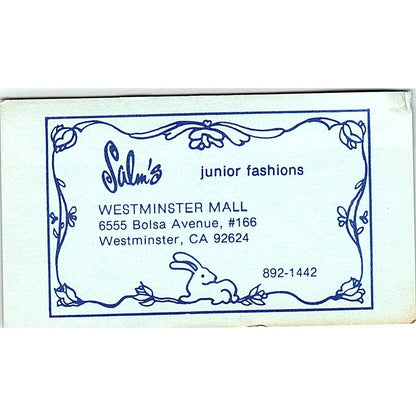 Salm's junior fashions
WESTMINSTER MALL
6555 Bolsa Avenue, #166
Westminster, CA 92624
892-1442